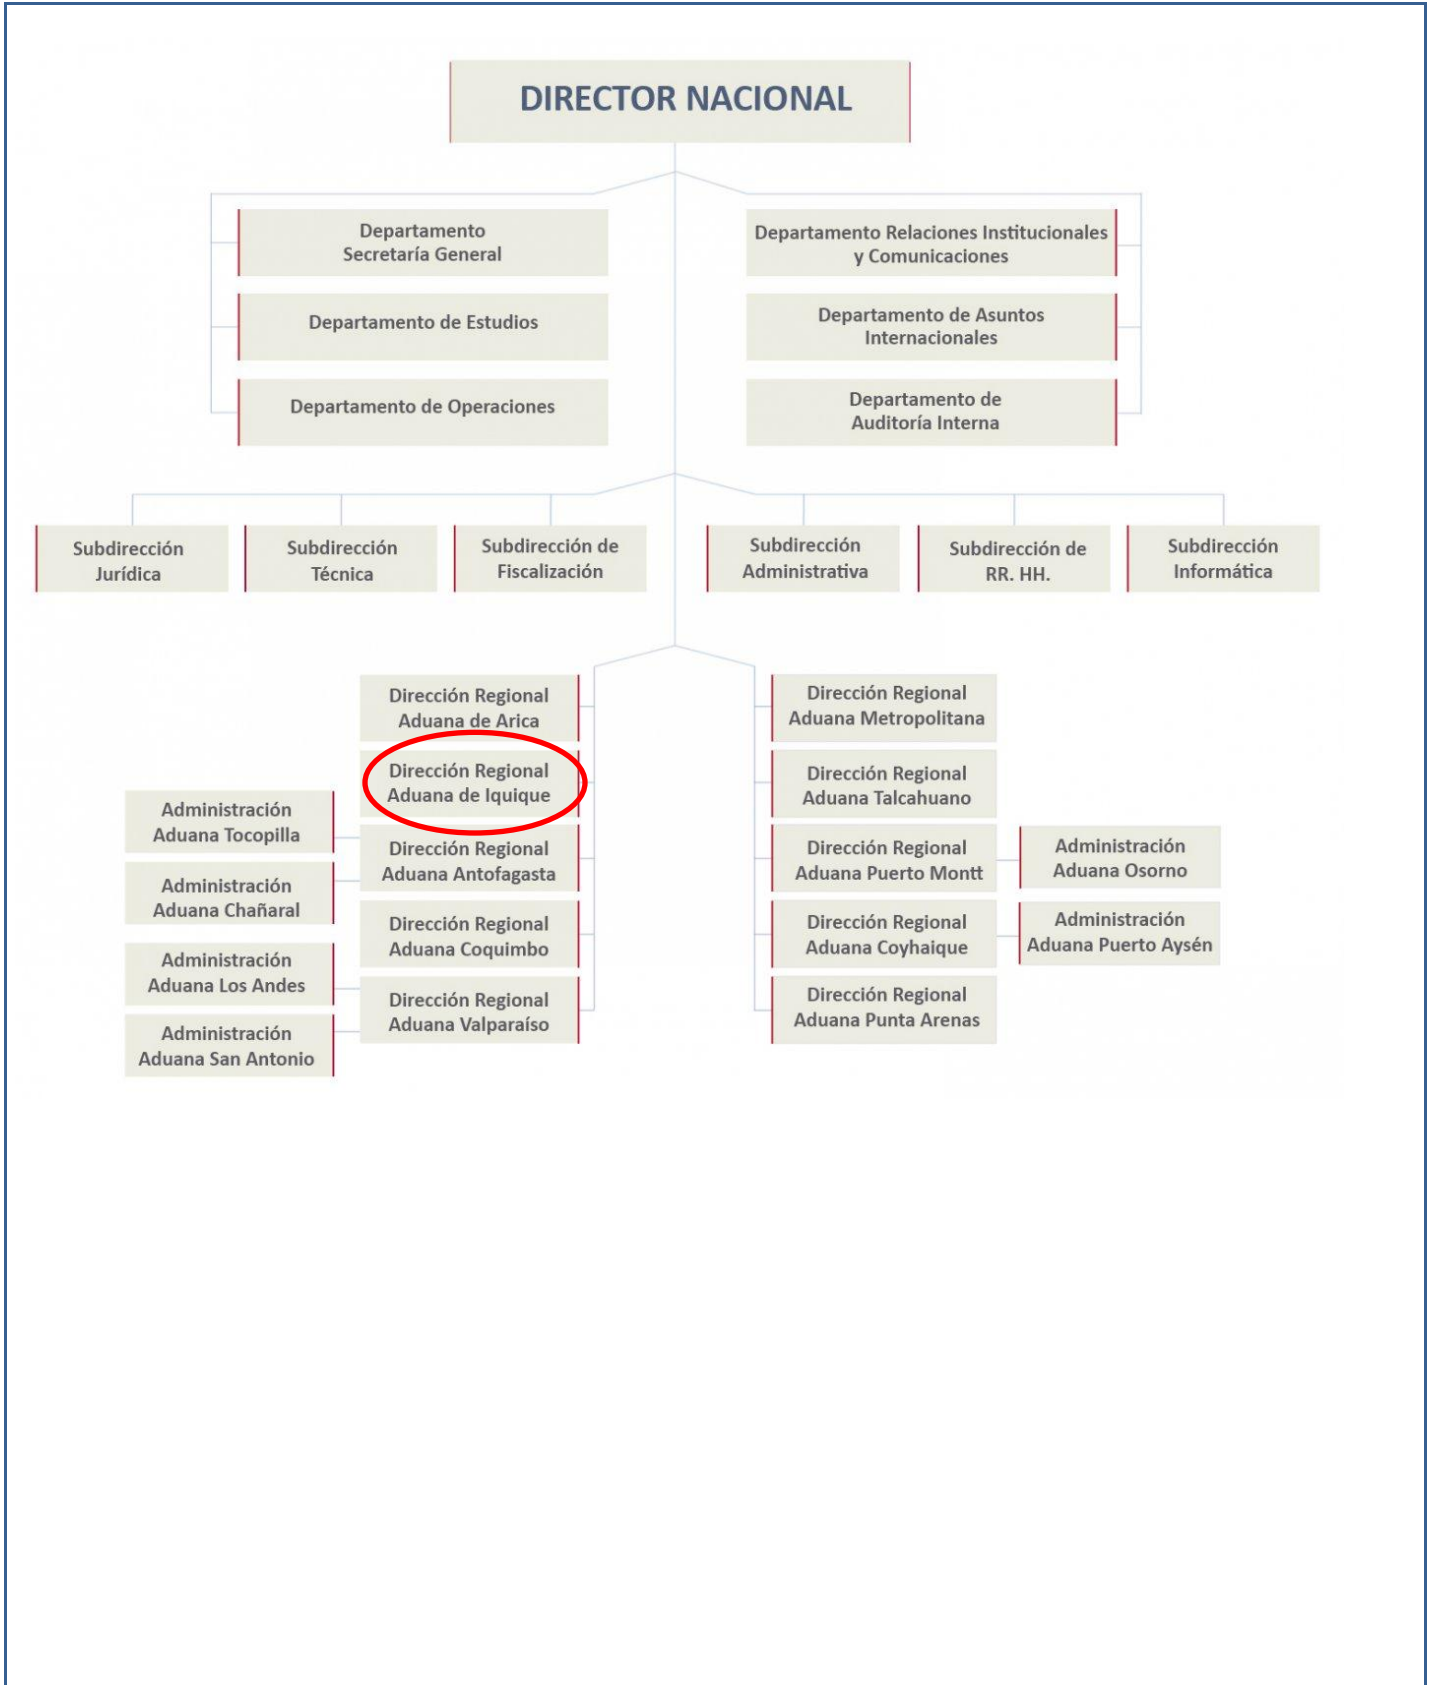 DIRECTOR NACIONAL
Departamento
Secretaría General
Departamento de Estudios
Departamento de Operaciones
Departamento Relaciones Institucionales
y Comunicaciones
Departamento de Asuntos
Internacionales
Departamento de
Auditoría Interna
Subdirección
Jurídica
Subdirección
Técnica
Subdirección de
Fiscalización
Subdirección
Administrativa
Subdirección de
RR. HH.
Subdirección
Informática
Dirección Regional
Aduana de Arica
Dirección Regional
Aduana de Iquique
Dirección Regional
Aduana Antofagasta
Dirección Regional
Aduana Coquimbo
Dirección Regional
Aduana Valparaíso
Administración
Aduana Tocopilla
Administración
Aduana Chañaral
Administración
Aduana Los Andes
Administración
Aduana San Antonio
Dirección Regional
Aduana Metropolitana
Dirección Regional
Aduana Talcahuano
Dirección Regional
Aduana Puerto Montt
Dirección Regional
Aduana Coyhaique
Dirección Regional
Aduana Punta Arenas
Administración
Aduana Osorno
Administración
Aduana Puerto Aysén